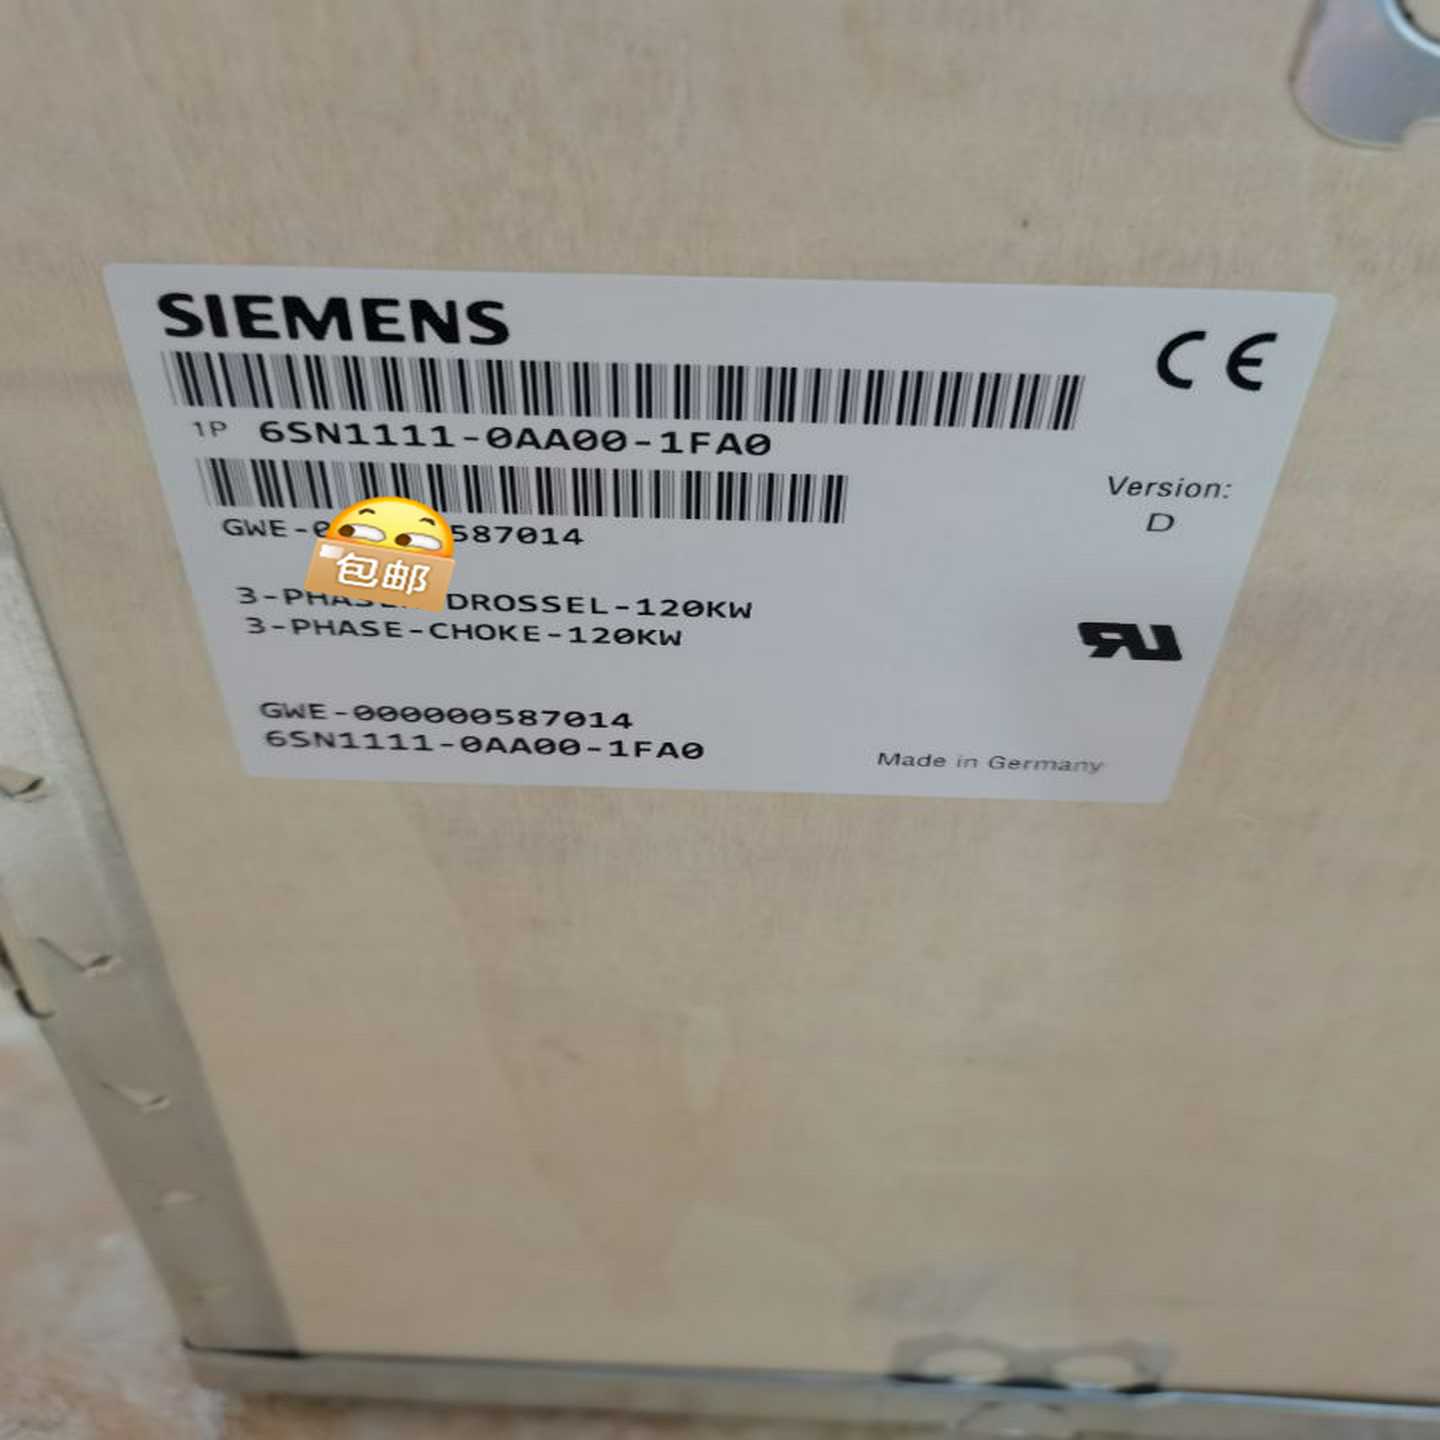 SIEMENS
CE
1P 6SN1111-0AA00-1FA0
Version:
D
GWE-0 587014
包邮
3-PHASE DROSSEL-120KW
3-PHASE-CHOKE-120KW
RU
GWE-000000587014
6SN1111-0AA00-1FA0
Made in Germany